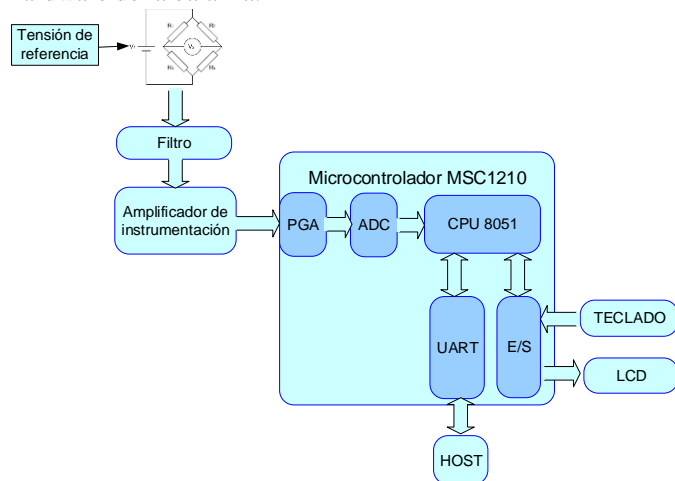 Tensión de
referencia
Filtro
Amplificador de
instrumentación
Microcontrolador MSC1210
PGA
ADC
CPU 8051
UART
E/S
TECLADO
LCD
HOST